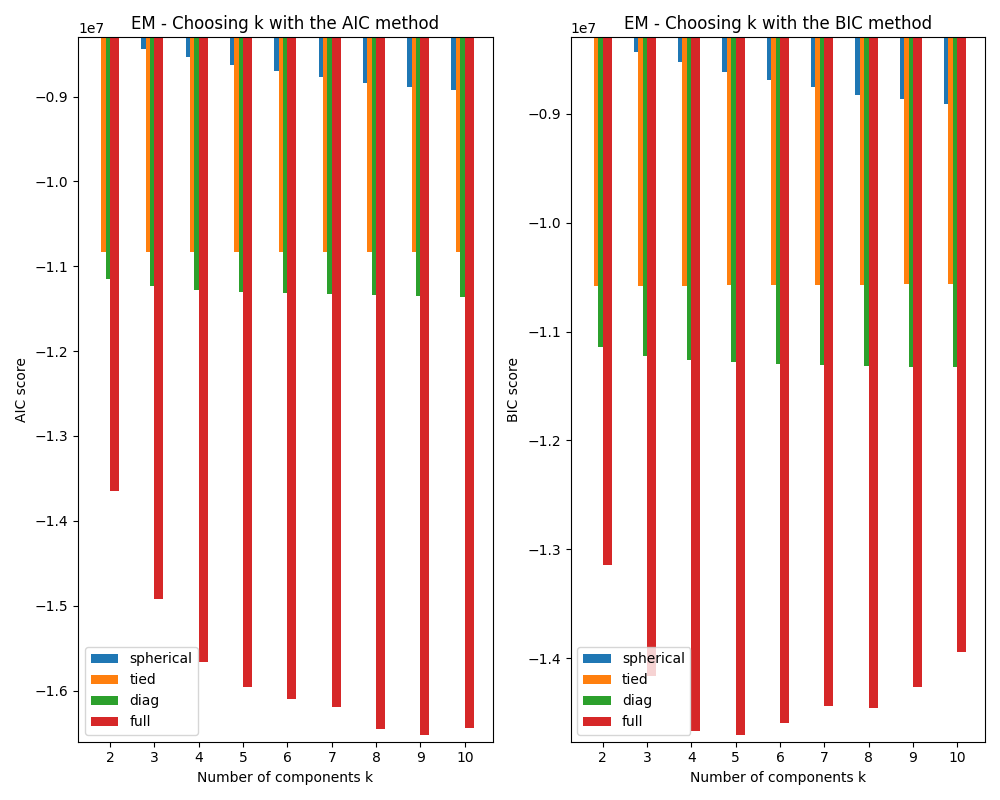 EM - Choosing k with the AIC method
1e7
−0.9
−1.0
−1.1
−1.2
−1.3
−1.4
−1.5
−1.6
AIC score
spherical
tied
diag
full
2 3 4 5 6 7 8 9 10
Number of components k
EM - Choosing k with the BIC method
1e7
−0.9
−1.0
−1.1
−1.2
−1.3
−1.4
BIC score
spherical
tied
diag
full
2 3 4 5 6 7 8 9 10
Number of components k